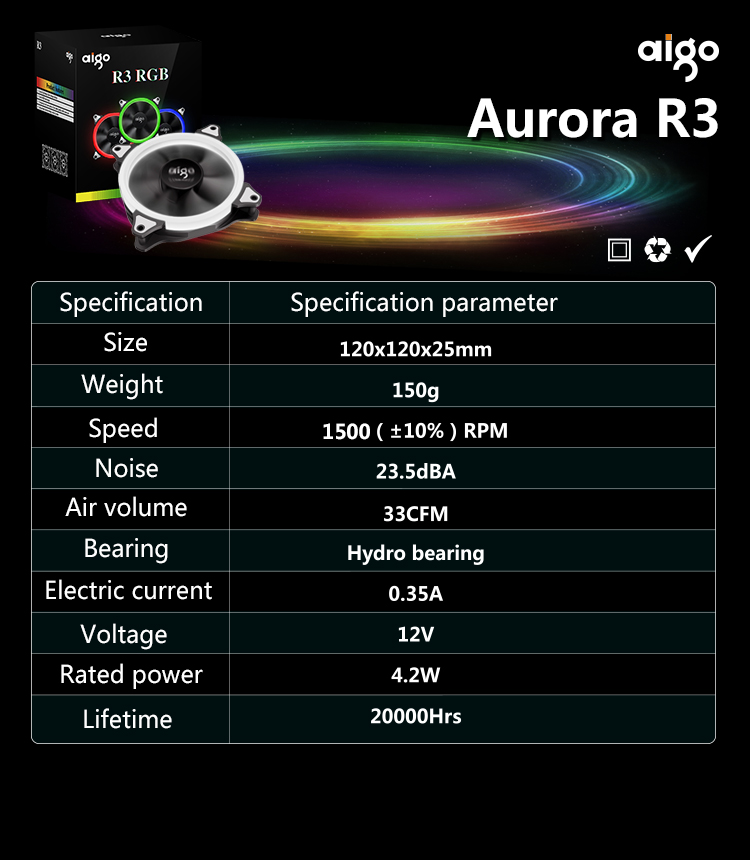 aigo
R3 RGB
aigo
R3
aigo
aigo
Aurora R3
Specification Specification parameter
Size 120x120x25mm
Weight 150g
Speed 1500 ( ±10% ) RPM
Noise 23.5dBA
Air volume 33CFM
Bearing Hydro bearing
Electric current 0.35A
Voltage 12V
Rated power 4.2W
Lifetime 20000Hrs